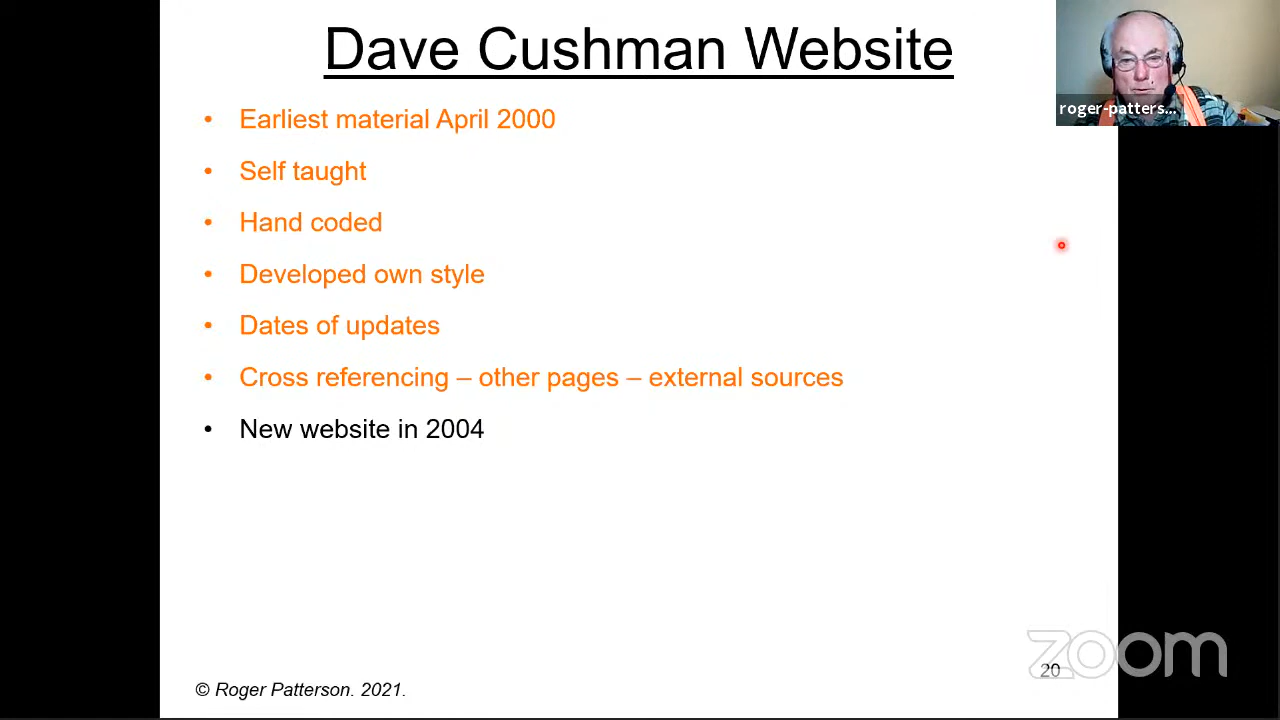 Dave Cushman Website
roger-patters...
• Earliest material April 2000
• Self taught
• Hand coded
• Developed own style
• Dates of updates
• Cross referencing – other pages – external sources
• New website in 2004
zoom
20
© Roger Patterson. 2021.